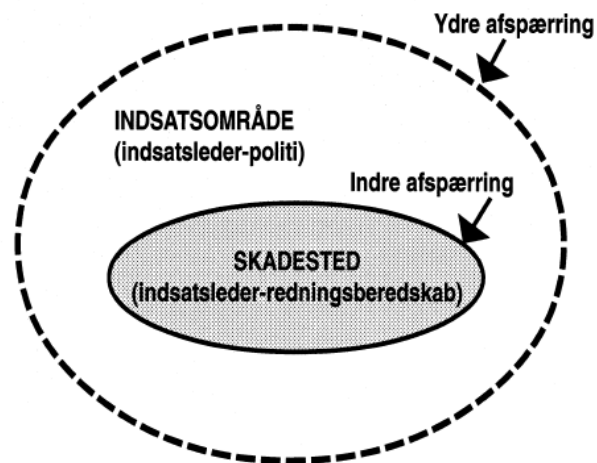 Ydre afspærring
INDSATSOMRÅDE
(indsatsleder-politi)
Indre afspærring
SKADESTED
(indsatsleder-redningsberedskab)